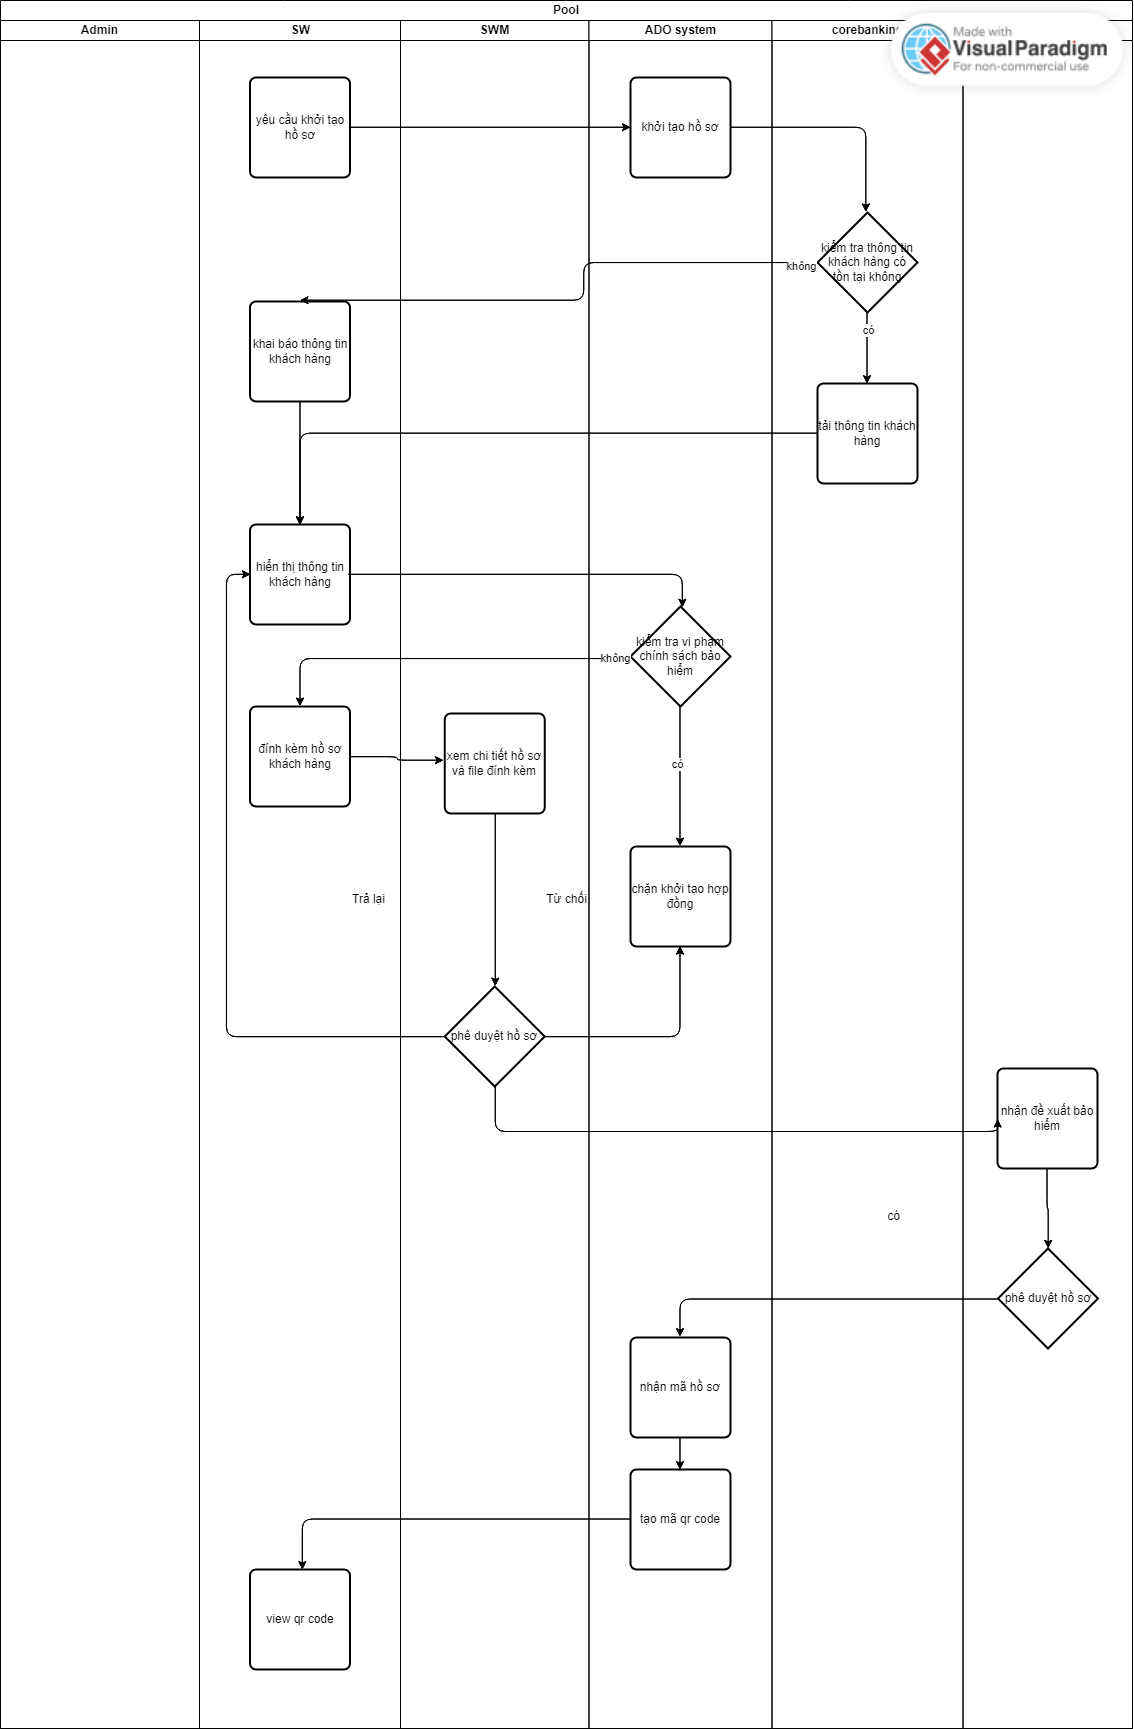 Pool
Admin
SW
SWM
ADO system
corebanking
Made with
Visual Paradigm
For non-commercial use
yêu cầu khởi tạo
hồ sơ
khởi tạo hồ sơ
kiểm tra thông tin
khách hàng có
tồn tại không
không
có
khai báo thông tin
khách hàng
tải thông tin khách
hàng
hiển thị thông tin
khách hàng
kiểm tra vi phạm
chính sách bảo
hiểm
không
đính kèm hồ sơ
khách hàng
xem chi tiết hồ sơ
và file đính kèm
có
Trả lại
Từ chối
chặn khởi tạo hợp
đồng
phê duyệt hồ sơ
nhận đề xuất bảo
hiểm
có
phê duyệt hồ sơ
nhận mã hồ sơ
tạo mã qr code
view qr code